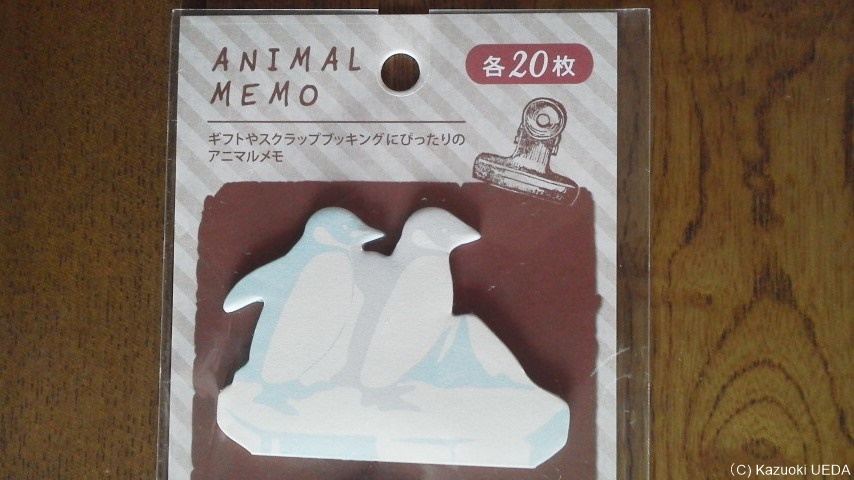 ANIMAL
MEMO
各20枚
ギフトやスクラップブッキングにぴったりの
アニマルメモ
(C) Kazuoki UEDA